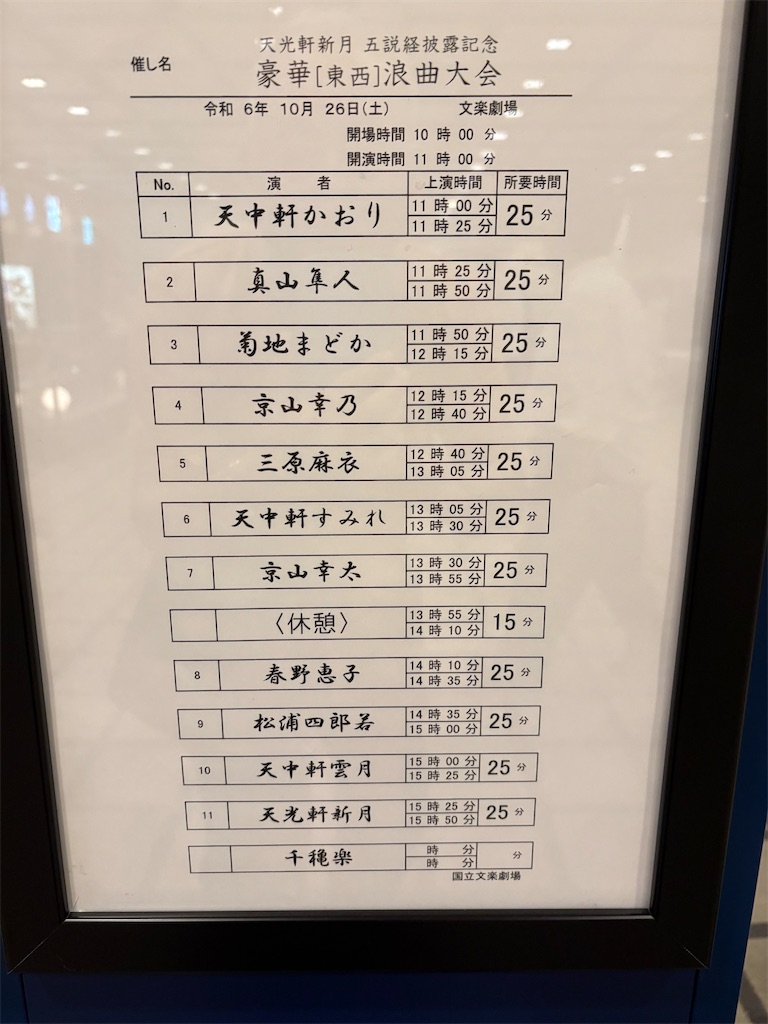 天光軒新月 五説経披露記念
催し名 豪華[東西]浪曲大会
令和 6年 10月 26日(土) 文楽劇場
開場時間 10 時 00 分
開演時間 11 時 00 分
No. 演 者 上演時間 所要時間
1 天中軒かおり 11 時 00 分 11 時 25 分 25 分
2 真山隼人 11 時 25 分 11 時 50 分 25 分
3 菊地まどか 11 時 50 分 12 時 15 分 25 分
4 京山幸乃 12 時 15 分 12 時 40 分 25 分
5 三原麻衣 12 時 40 分 13 時 05 分 25 分
6 天中軒すみれ 13 時 05 分 13 時 30 分 25 分
7 京山幸太 13 時 30 分 13 時 55 分 25 分
〈休憩〉 13 時 55 分 14 時 10 分 15 分
8 春野恵子 14 時 10 分 14 時 35 分 25 分
9 松浦四郎若 14 時 35 分 15 時 00 分 25 分
10 天中軒雲月 15 時 00 分 15 時 25 分 25 分
11 天光軒新月 15 時 25 分 15 時 50 分 25 分
千穐楽 時 分 時 分 分
国立文楽劇場